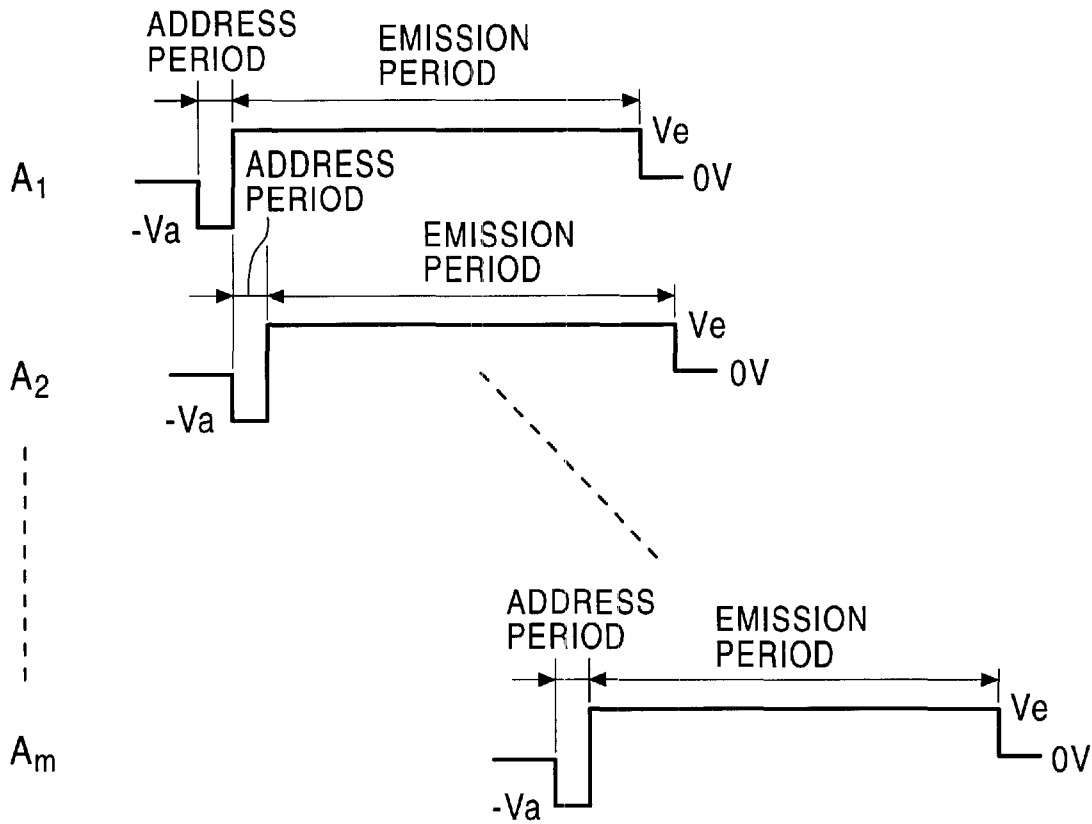 ADDRESS
PERIOD
EMISSION
PERIOD
A1
Ve
0V
-Va
ADDRESS
PERIOD
EMISSION
PERIOD
A2
Ve
0V
-Va
ADDRESS
PERIOD
EMISSION
PERIOD
Am
Ve
0V
-Va